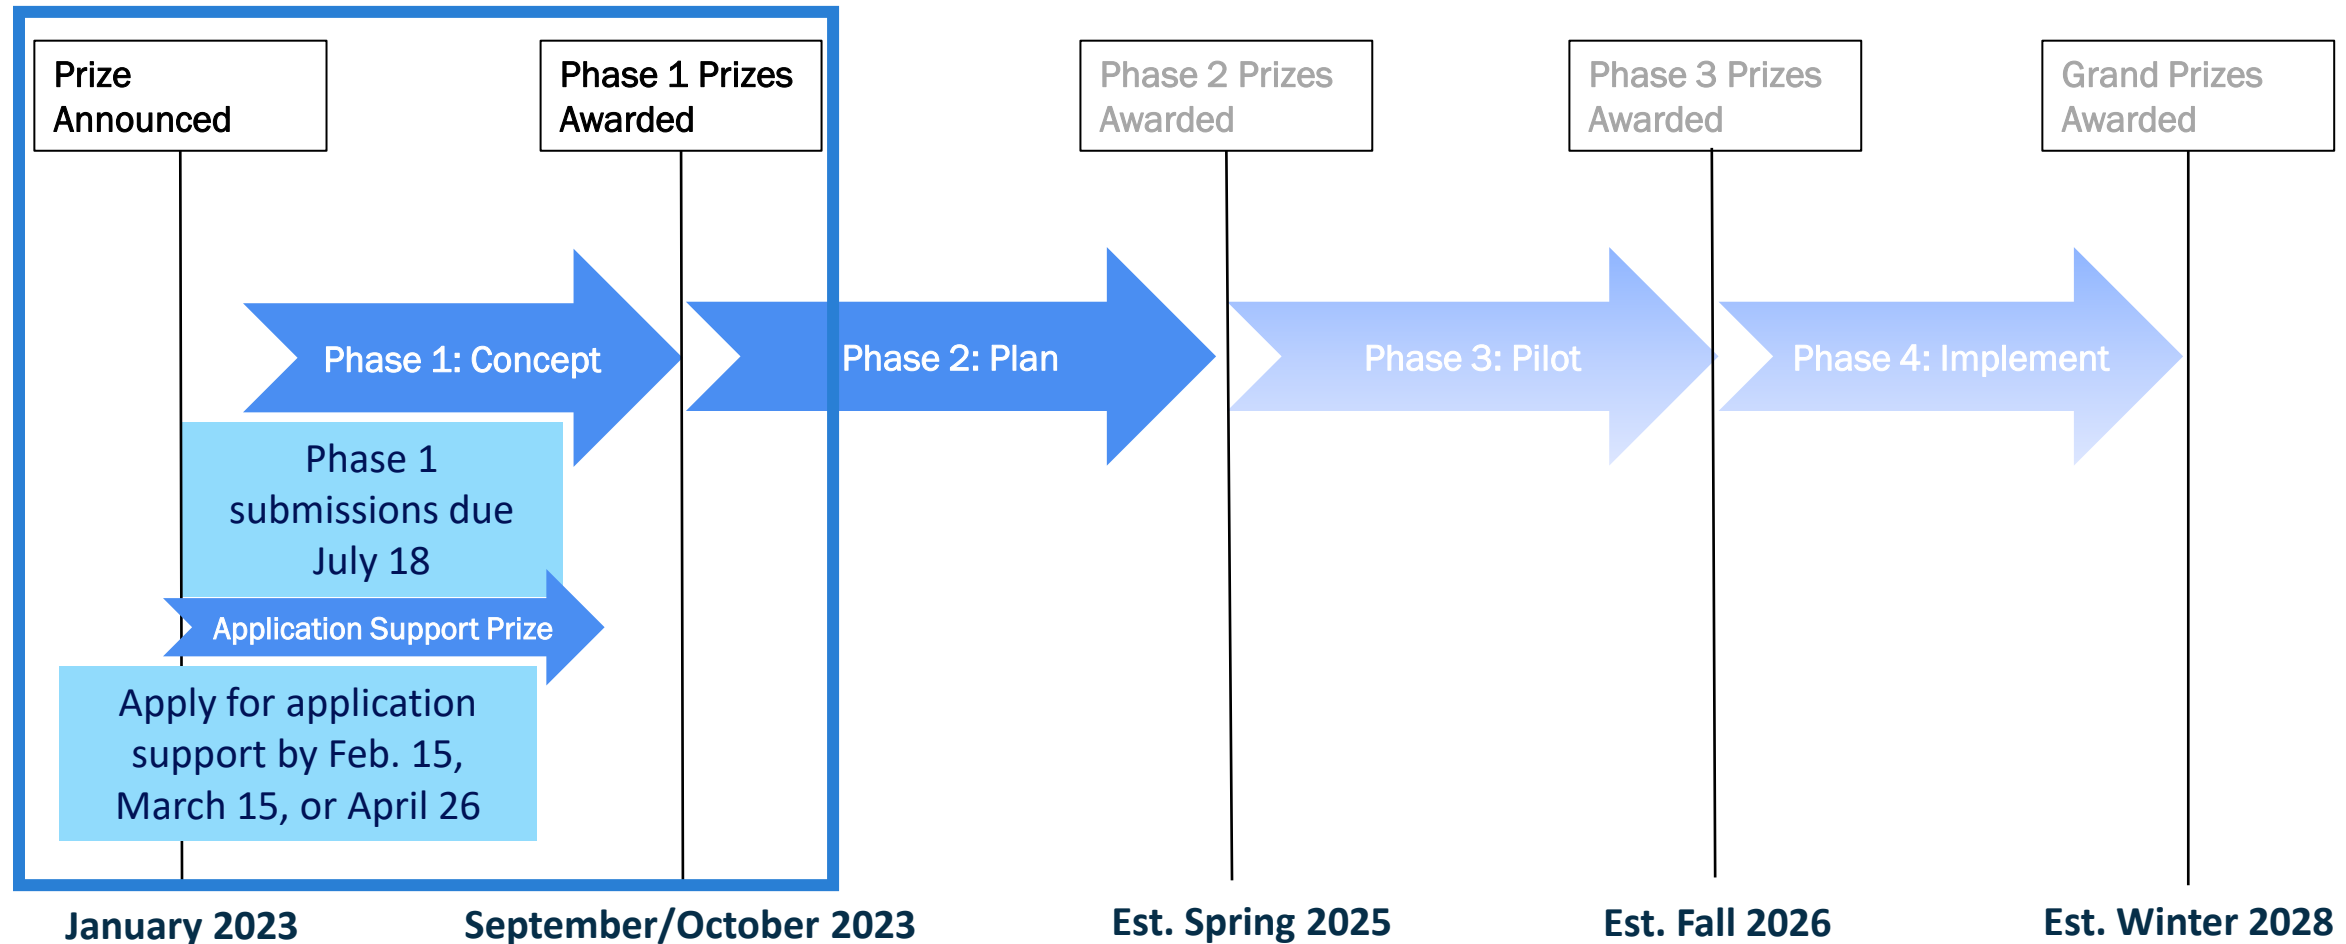 Prize
Announced
Phase 1 Prizes
Awarded
Phase 2 Prizes
Awarded
Phase 3 Prizes
Awarded
Grand Prizes
Awarded
Phase 1: Concept
Phase 2: Plan
Phase 3: Pilot
Phase 4: Implement
Phase 1
submissions due
July 18
Application Support Prize
Apply for application
support by Feb. 15,
March 15, or April 26
January 2023
September/October 2023
Est. Spring 2025
Est. Fall 2026
Est. Winter 2028